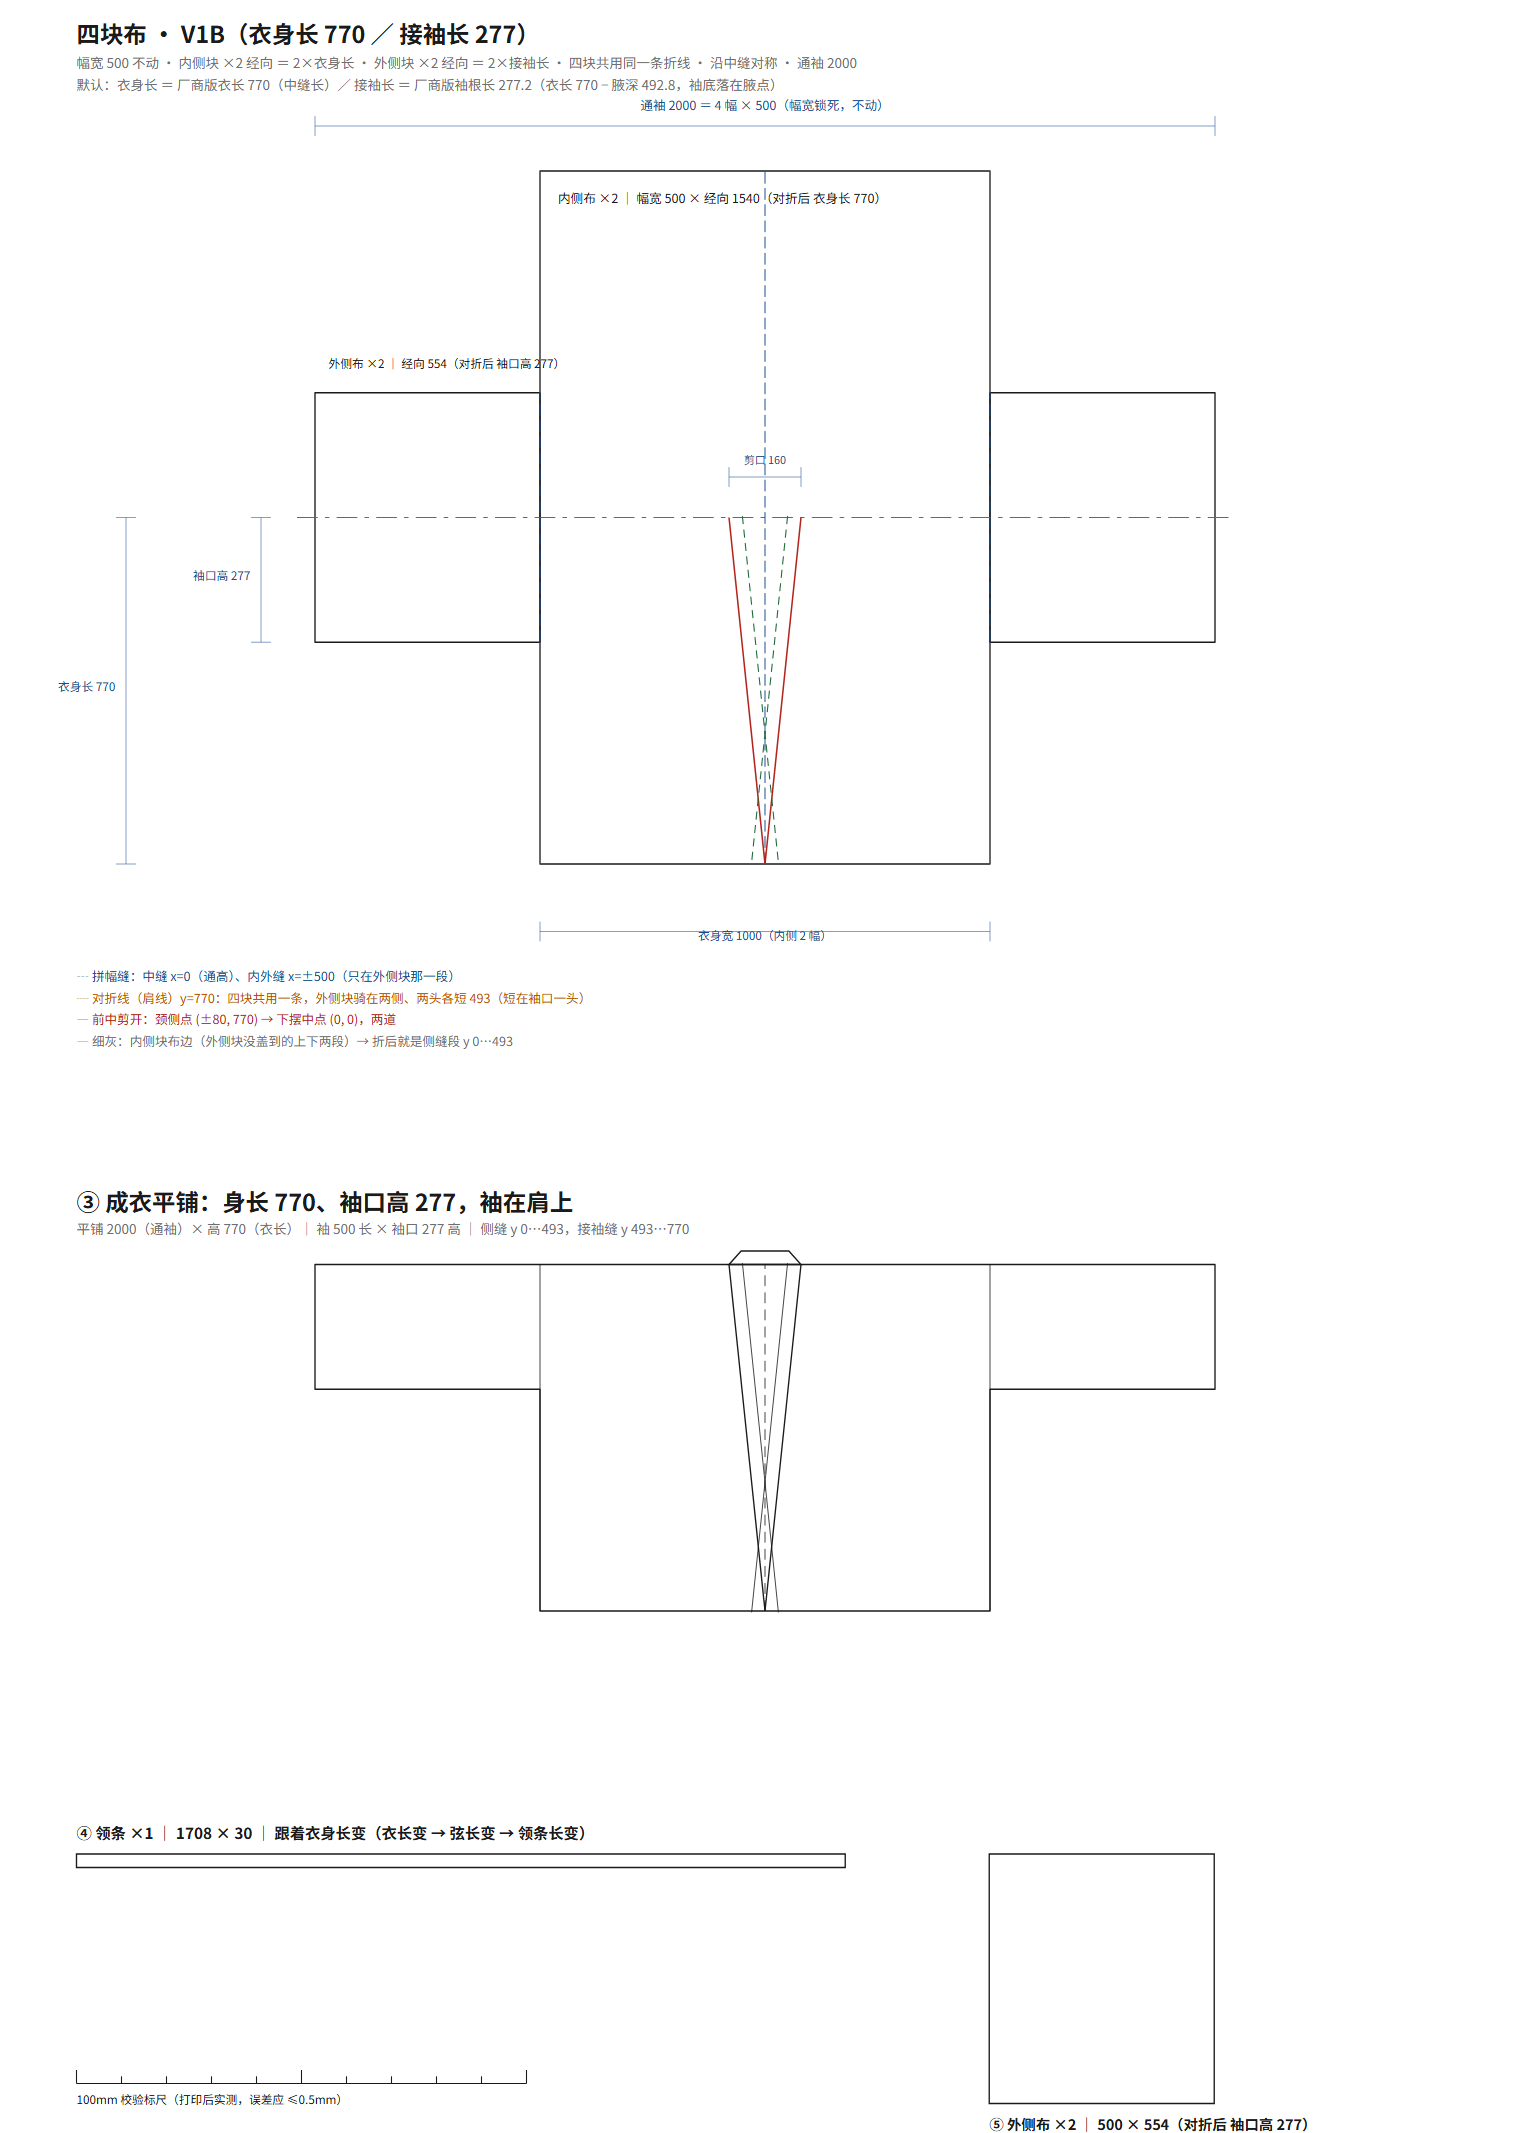 四块布 · V1B（衣身长 770 ／ 接袖长 277）
幅宽 500 不动 · 内侧块 ×2 经向 ＝ 2×衣身长 · 外侧块 ×2 经向 ＝ 2×接袖长 · 四块共用同一条折线 · 沿中缝对称 · 通袖 2000
默认：衣身长 ＝ 厂商版衣长 770（中缝长）／ 接袖长 ＝ 厂商版袖根长 277.2（衣长 770 − 腋深 492.8，袖底落在腋点）
通袖 2000 ＝ 4 幅 × 500（幅宽锁死，不动）
内侧布 ×2 ｜ 幅宽 500 × 经向 1540（对折后 衣身长 770）
外侧布 ×2 ｜ 经向 554（对折后 袖口高 277）
剪口 160
袖口高 277
衣身长 770
衣身宽 1000（内侧 2 幅）
┄ 拼幅缝：中缝 x=0（通高）、内外缝 x=±500（只在外侧块那一段）
┈ 对折线（肩线）y=770：四块共用一条，外侧块骑在两侧、两头各短 493（短在袖口一头）
─ 前中剪开：颈侧点 (±80, 770) → 下摆中点 (0, 0)，两道
─ 细灰：内侧块布边（外侧块没盖到的上下两段）→ 折后就是侧缝段 y 0…493
③ 成衣平铺：身长 770、袖口高 277，袖在肩上
平铺 2000（通袖）× 高 770（衣长）｜ 袖 500 长 × 袖口 277 高 ｜ 侧缝 y 0…493，接袖缝 y 493…770
④ 领条 ×1 ｜ 1708 × 30 ｜ 跟着衣身长变（衣长变 → 弦长变 → 领条长变）
100mm 校验标尺（打印后实测，误差应 ≤0.5mm）
⑤ 外侧布 ×2 ｜ 500 × 554（对折后 袖口高 277）